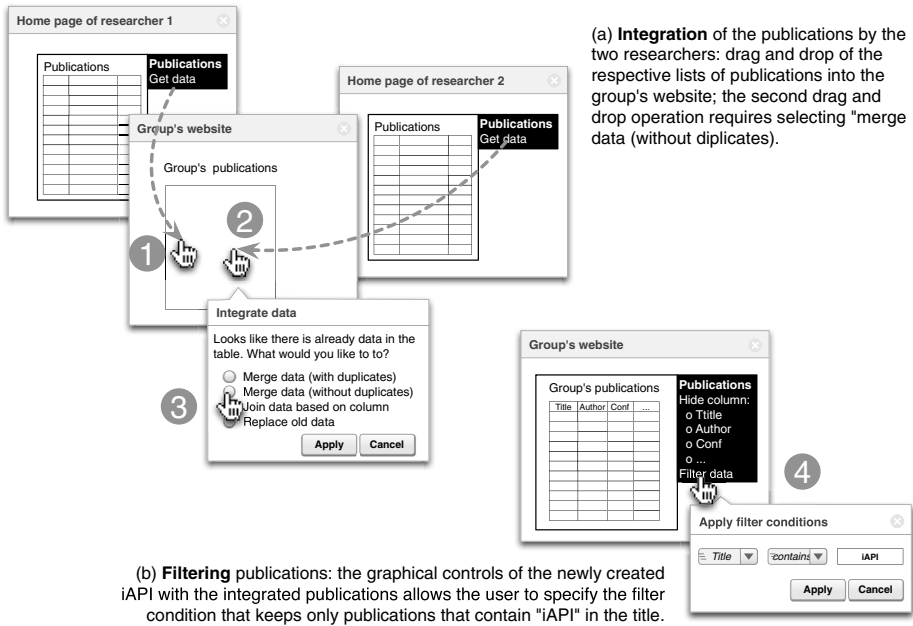 Home page of researcher 1
Publications
Publications
Get data
Home page of researcher 2
Publications
Publications
Get data
Group's website
Group's publications
1
2
Integrate data
Looks like there is already data in the
table. What would you like to to?
Merge data (with duplicates)
Merge data (without duplicates)
Join data based on column
Replace old data
Apply Cancel
3
(a) Integration of the publications by the
two researchers: drag and drop of the
respective lists of publications into the
group's website; the second drag and
drop operation requires selecting "merge
data (without diplicates).
Group's website
Group's publications
Title Author Conf ...
Publications
Hide column:
o Ttitle
o Author
o Conf
o ...
Filter data
4
Apply filter conditions
Title contains iAPI
Apply Cancel
(b) Filtering publications: the graphical controls of the newly created
iAPI with the integrated publications allows the user to specify the filter
condition that keeps only publications that contain "iAPI" in the title.